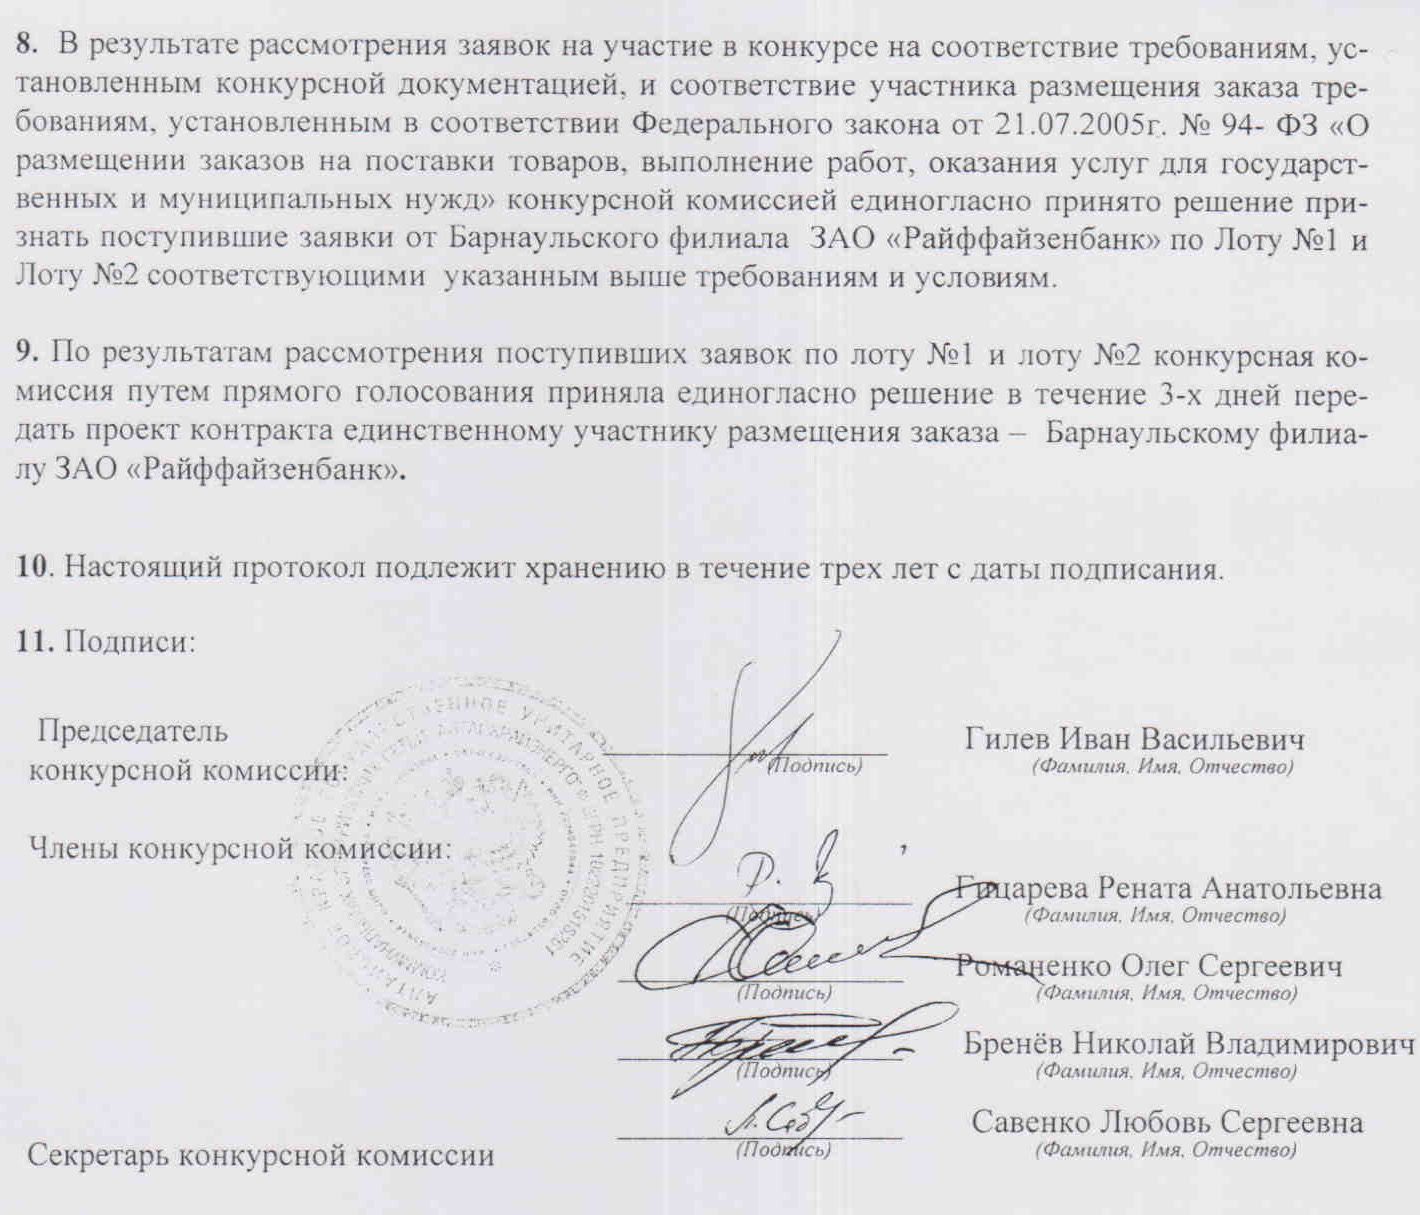 8. В результате рассмотрения заявок на участие в конкурсе на соответствие требованиям, ус-
тановленным конкурсной документацией, и соответствие участника размещения заказа тре-
бованиям, установленным в соответствии Федерального закона от 21.07.2005г. № 94- ФЗ «О
размещении заказов на поставки товаров, выполнение работ, оказания услуг для государст-
венных и муниципальных нужд» конкурсной комиссией единогласно принято решение при-
знать поступившие заявки от Барнаульского филиала ЗАО «Райффайзенбанк» по Лоту №1 и
Лоту №2 соответствующими указанным выше требованиям и условиям.
9. По результатам рассмотрения поступивших заявок по лоту №1 и лоту №2 конкурсная ко-
миссия путем прямого голосования приняла единогласно решение в течение 3-х дней пере-
дать проект контракта единственному участнику размещения заказа – Барнаульскому филиа-
лу ЗАО «Райффайзенбанк».
10. Настоящий протокол подлежит хранению в течение трех лет с даты подписания.
11. Подписи:
Председатель
конкурсной комиссии:
Гилев Иван Васильевич
(Подпись) (Фамилия, Имя, Отчество)
Члены конкурсной комиссии:
Гицарева Рената Анатольевна
(Подпись) (Фамилия, Имя, Отчество)
Романенко Олег Сергеевич
(Подпись) (Фамилия, Имя, Отчество)
Бренёв Николай Владимирович
(Подпись) (Фамилия, Имя, Отчество)
Савенко Любовь Сергеевна
(Подпись) (Фамилия, Имя, Отчество)
Секретарь конкурсной комиссии
УНИТАРНОЕ ПРЕДПРИЯТИЕ